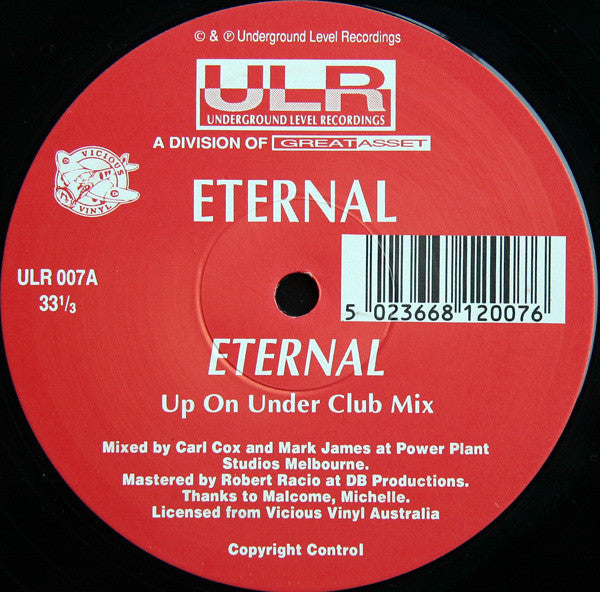 © & ℗ Underground Level Recordings
ULR
UNDERGROUND LEVEL RECORDINGS
A DIVISION OF GREAT ASSET
VICIOUS
VINYL
ETERNAL
ULR 007A
33 1/3
5 023668 120076
ETERNAL
Up On Under Club Mix
Mixed by Carl Cox and Mark James at Power Plant
Studios Melbourne.
Mastered by Robert Racio at DB Productions.
Thanks to Malcome, Michelle.
Licensed from Vicious Vinyl Australia
Copyright Control